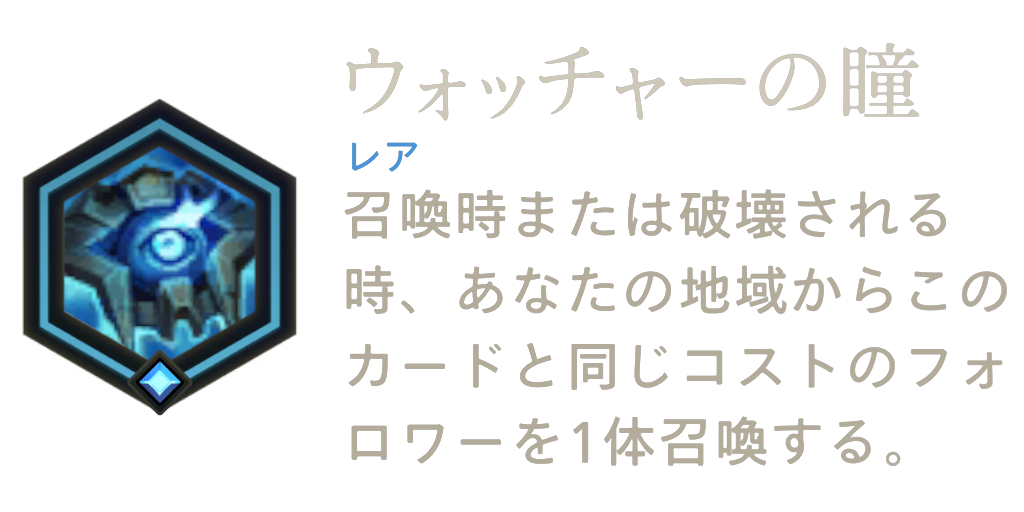 ウォッチャーの瞳
レア
召喚時または破壊される
時、あなたの地域からこの
カードと同じコストのフォ
ロワーを1体召喚する。